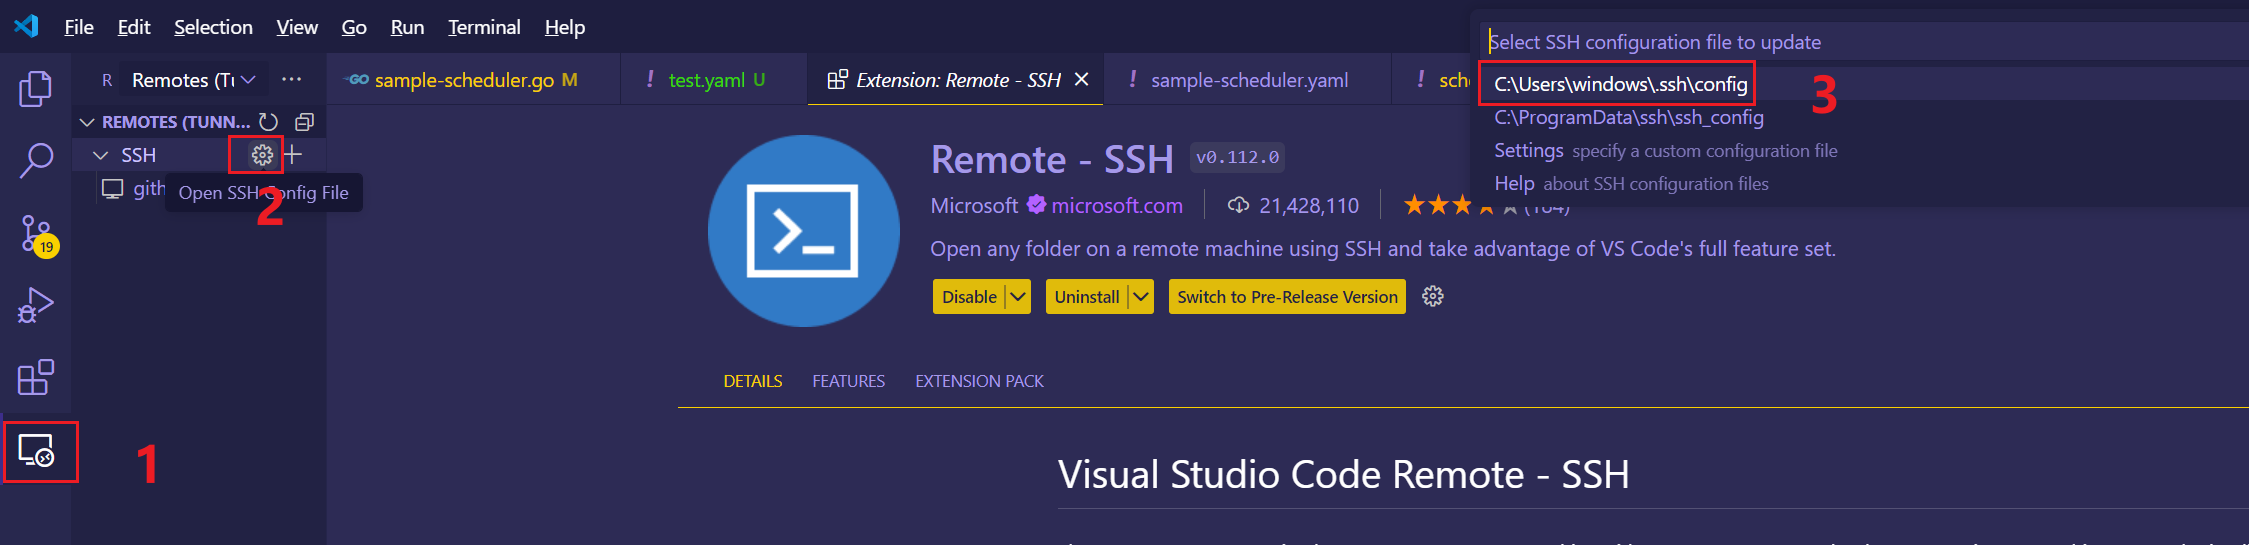 File Edit Selection View Go Run Terminal Help
Select SSH configuration file to update
R Remotes (Tu ···
GO sample-scheduler.go M
! test.yaml U
Extension: Remote - SSH
! sample-scheduler.yaml
! sche
C:\Users\windows\.ssh\config
3
C:\ProgramData\ssh\ssh_config
Settings specify a custom configuration file
Help about SSH configuration files
REMOTES (TUNN...
SSH
gith
Open SSH Config File
2
19
1
Remote - SSH v0.112.0
Microsoft microsoft.com 21,428,110 (184)
Open any folder on a remote machine using SSH and take advantage of VS Code's full feature set.
Disable Uninstall Switch to Pre-Release Version
DETAILS FEATURES EXTENSION PACK
Visual Studio Code Remote - SSH